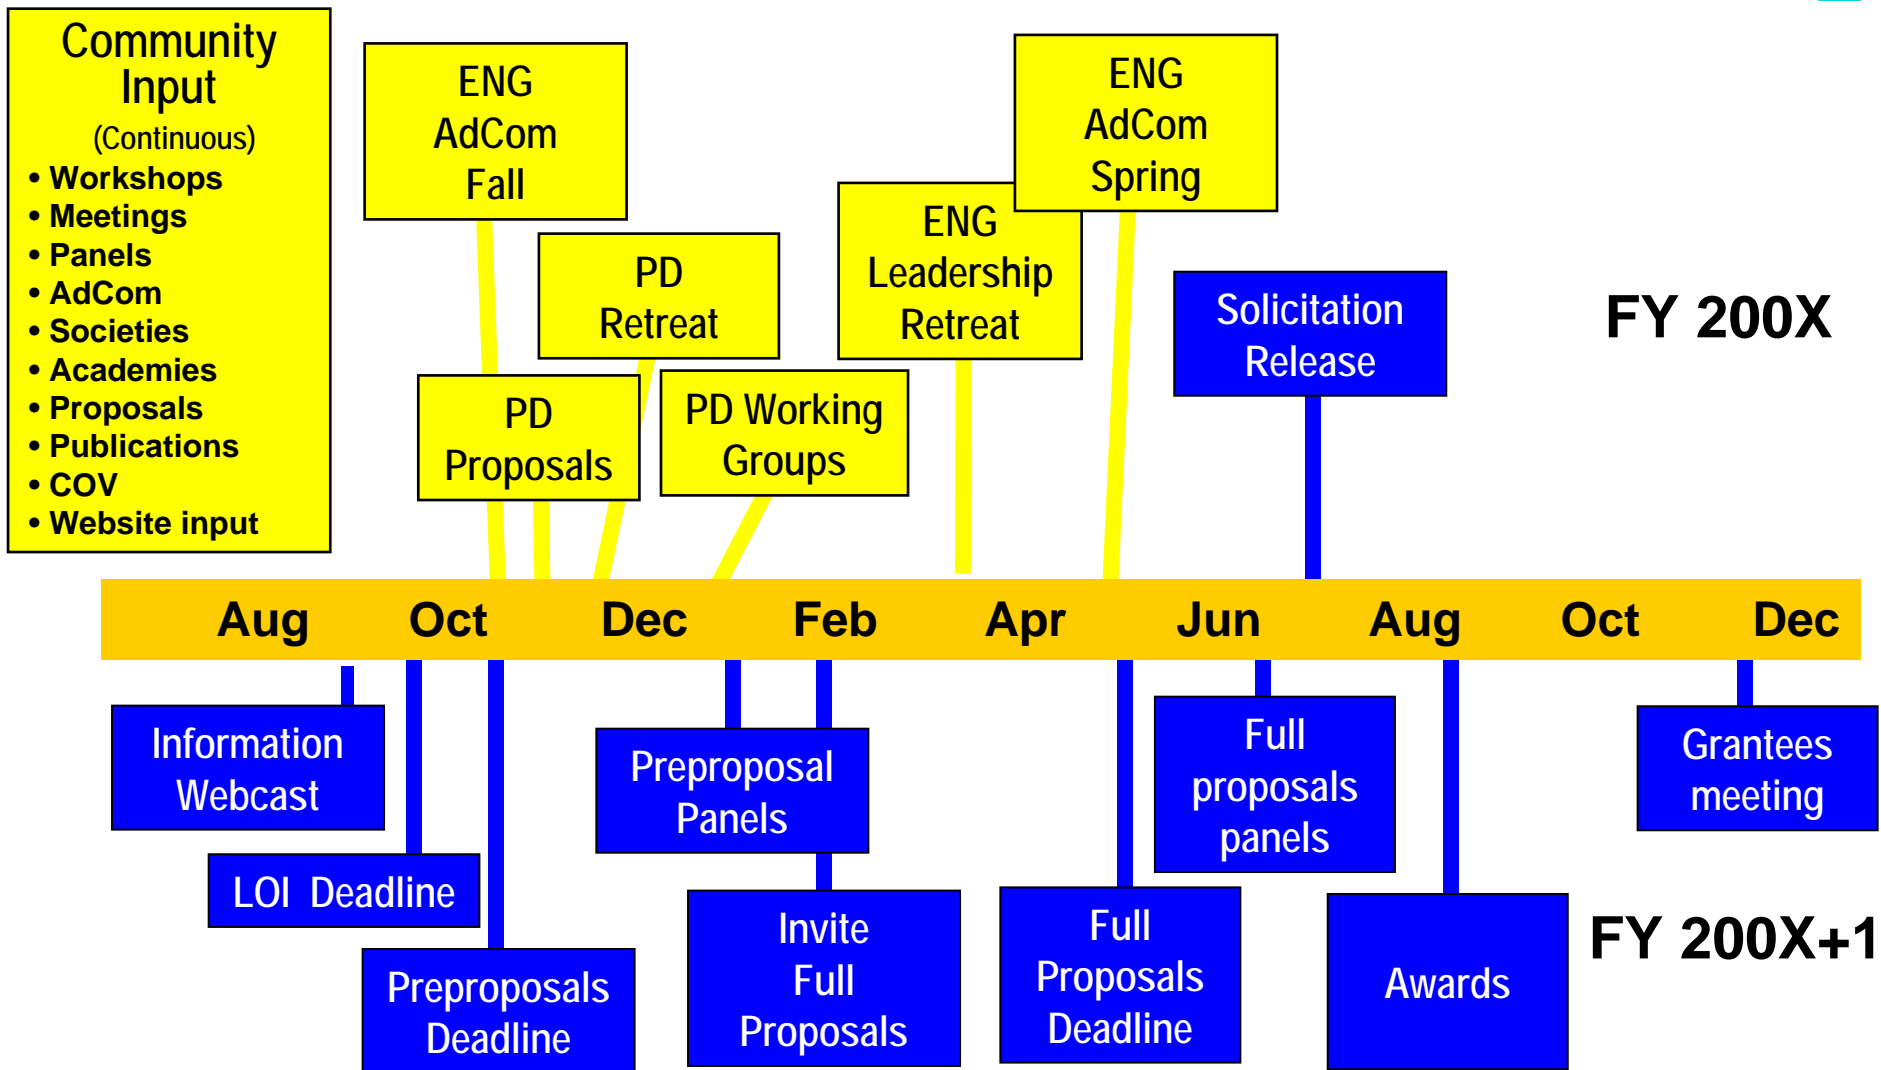 Community
Input
(Continuous)
• Workshops
• Meetings
• Panels
• AdCom
• Societies
• Academies
• Proposals
• Publications
• COV
• Website input
ENG
AdCom
Fall
PD
Retreat
PD
Proposals
PD Working
Groups
ENG
Leadership
Retreat
ENG
AdCom
Spring
Solicitation
Release
FY 200X
Aug Oct Dec Feb Apr Jun Aug Oct Dec
Information
Webcast
LOI Deadline
Preproposals
Deadline
Preproposal
Panels
Invite
Full
Proposals
Full
Proposals
Deadline
Full
proposals
panels
Awards
Grantees
meeting
FY 200X+1